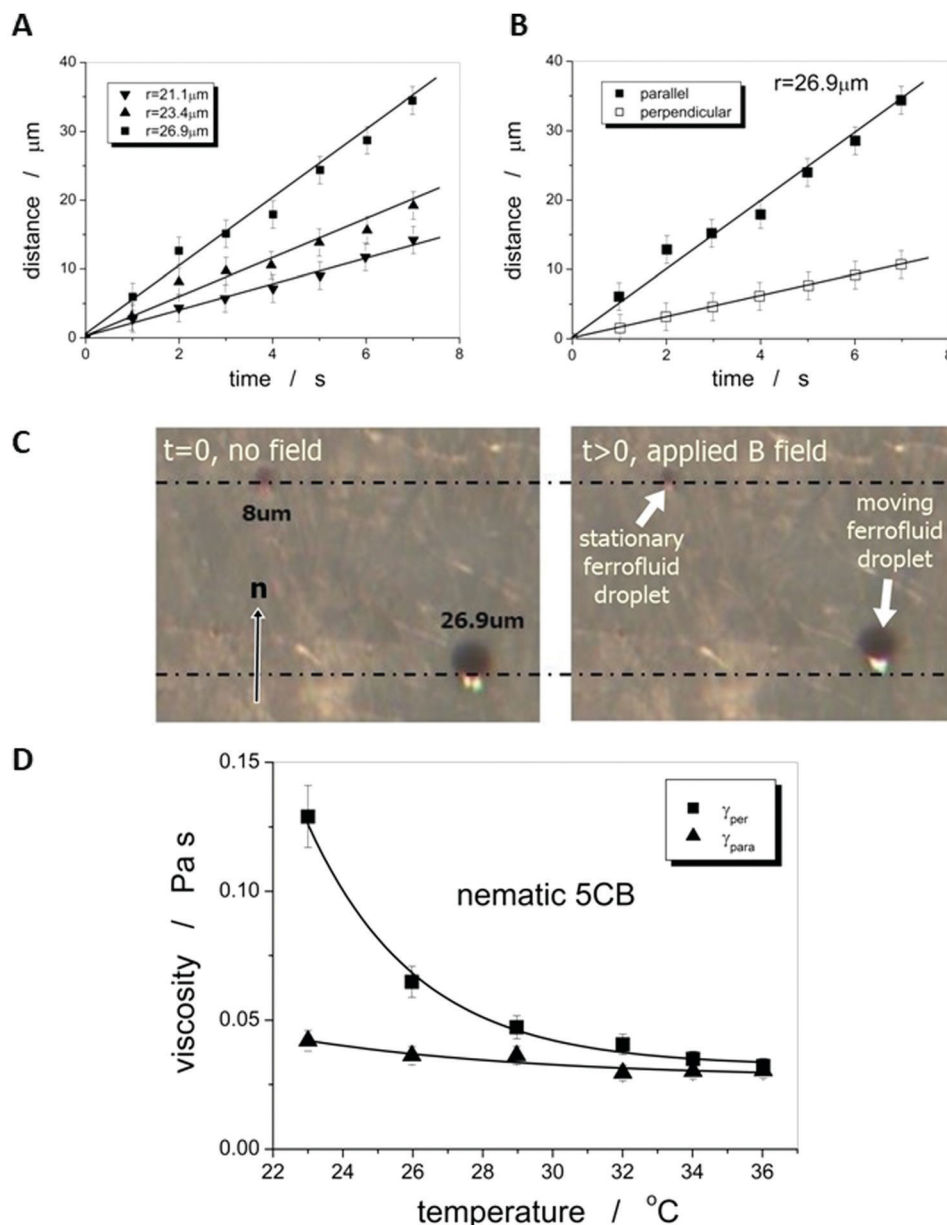 A
40
30
20
10
0
distance / μm
r=21.1μm
r=23.4μm
r=26.9μm
0 2 4 6 8
time / s
B
40
30
20
10
0
distance / μm
parallel
perpendicular
r=26.9μm
0 2 4 6 8
time / s
C
t=0, no field
8um
n
26.9um
t>0, applied B field
stationary
ferrofluid
droplet
moving
ferrofluid
droplet
D
0.15
0.10
0.05
0.00
viscosity / Pa s
γper
γpara
nematic 5CB
22 24 26 28 30 32 34 36
temperature / °C